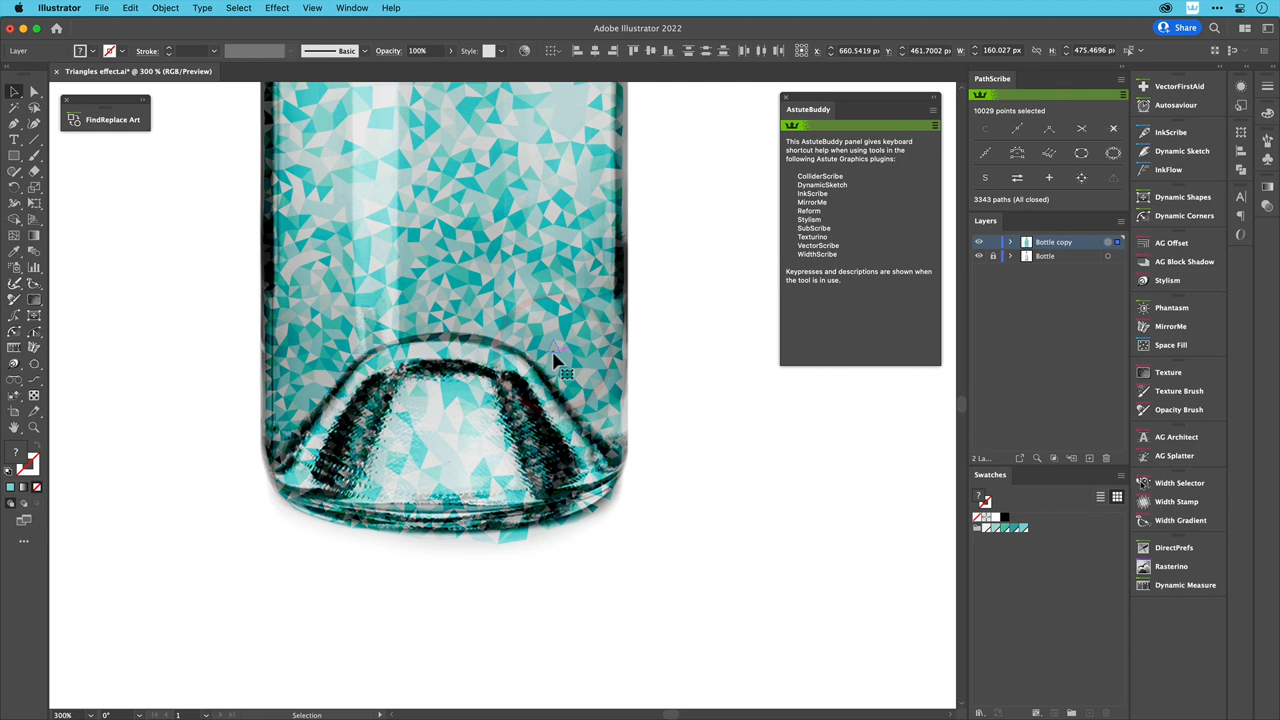 Illustrator File Edit Object Type Select Effect View Window Help
Adobe Illustrator 2022
Share
Layer ? Stroke: Basic Opacity: 100% Style: X: 660.5419 px Y: 461.7002 px W: 160.027 px H: 475.4696 px
× Triangles effect.ai* @ 300 % (RGB/Preview)
FindReplace Art
AstuteBuddy
This AstuteBuddy panel gives keyboard
shortcut help when using tools in the
following Astute Graphics plugins:
ColliderScribe
DynamicSketch
InkScribe
MirrorMe
Reform
Stylism
SubScribe
Texturino
VectorScribe
WidthScribe
Keypresses and descriptions are shown when
the tool is in use.
PathScribe
10029 points selected
3343 paths (All closed)
Layers
Bottle copy
Bottle
2 La...
Swatches
?
VectorFirstAid
Autosaviour
InkScribe
Dynamic Sketch
InkFlow
Dynamic Shapes
Dynamic Corners
AG Offset
AG Block Shadow
Stylism
Phantasm
MirrorMe
Space Fill
Texture
Texture Brush
Opacity Brush
AG Architect
AG Splatter
Width Selector
Width Stamp
Width Gradient
DirectPrefs
Rasterino
Dynamic Measure
?
300% 0° 1 Selection